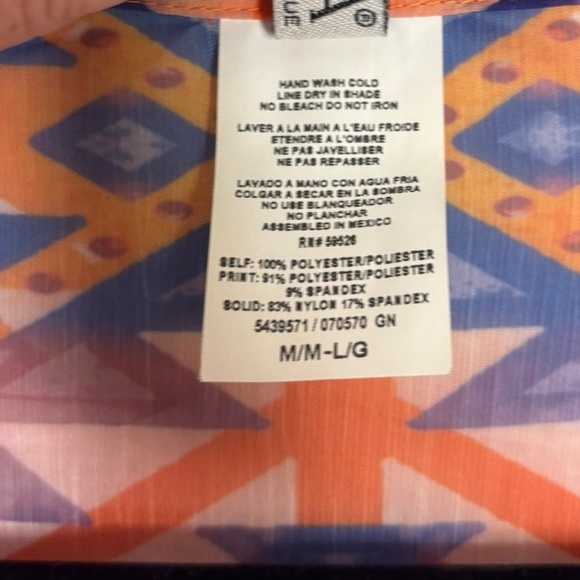 HAND WASH COLD
LINE DRY IN SHADE
NO BLEACH DO NOT IRON
LAVER A LA MAIN A L'EAU FROIDE
ETENDRE A L'OMBRE
NE PAS JAVELLISER
NE PAS REPASSER
LAVADO A MANO CON AGUA FRIA
COLGAR A SECAR EN LA SOMBRA
NO USE BLANQUEADOR
NO PLANCHAR
ASSEMBLED IN MEXICO
RN# 59526
SELF: 100% POLYESTER/POLIESTER
PRINT: 91% POLYESTER/POLIESTER
9% SPANDEX
SOLID: 83% NYLON 17% SPANDEX
5439571 / 070570 GN
M/M-L/G